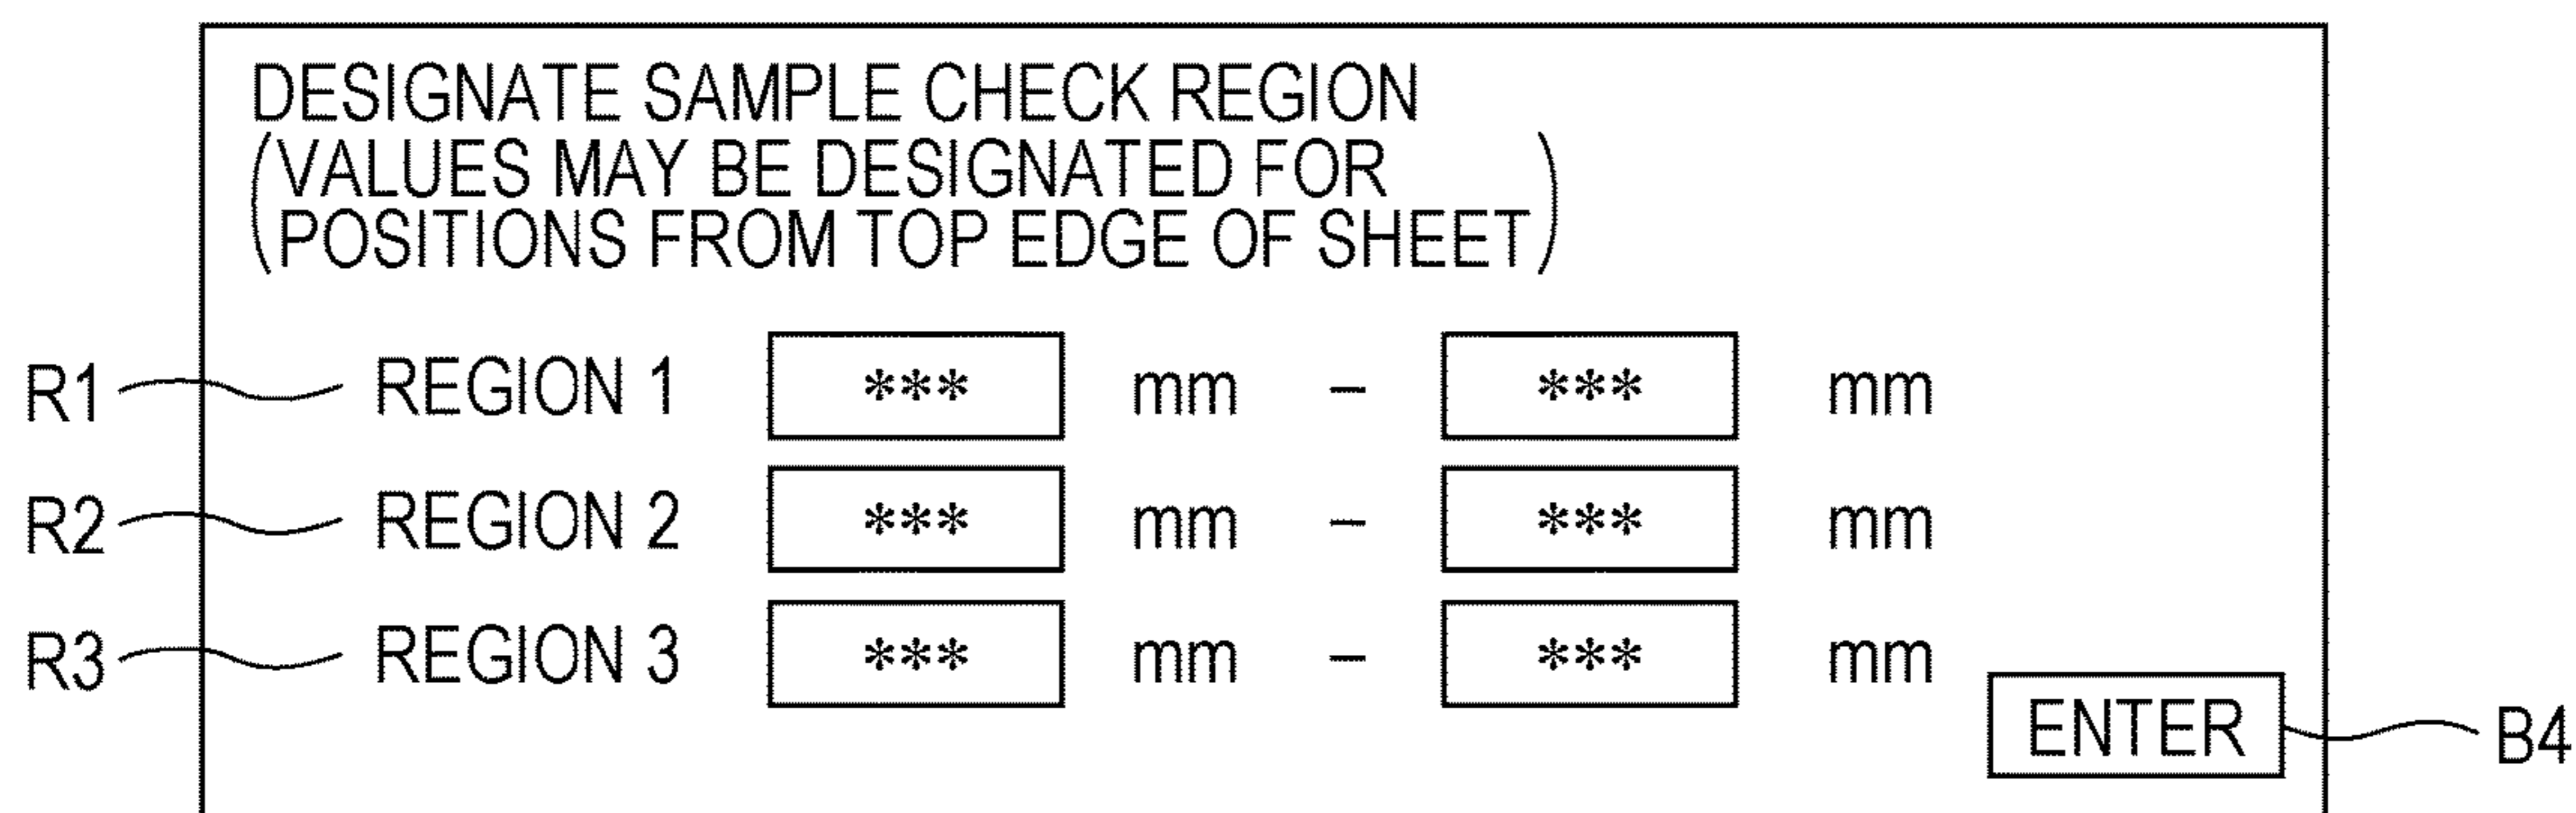 DESIGNATE SAMPLE CHECK REGION
(VALUES MAY BE DESIGNATED FOR
POSITIONS FROM TOP EDGE OF SHEET)
R1 REGION 1 *** mm – *** mm
R2 REGION 2 *** mm – *** mm
R3 REGION 3 *** mm – *** mm
ENTER B4